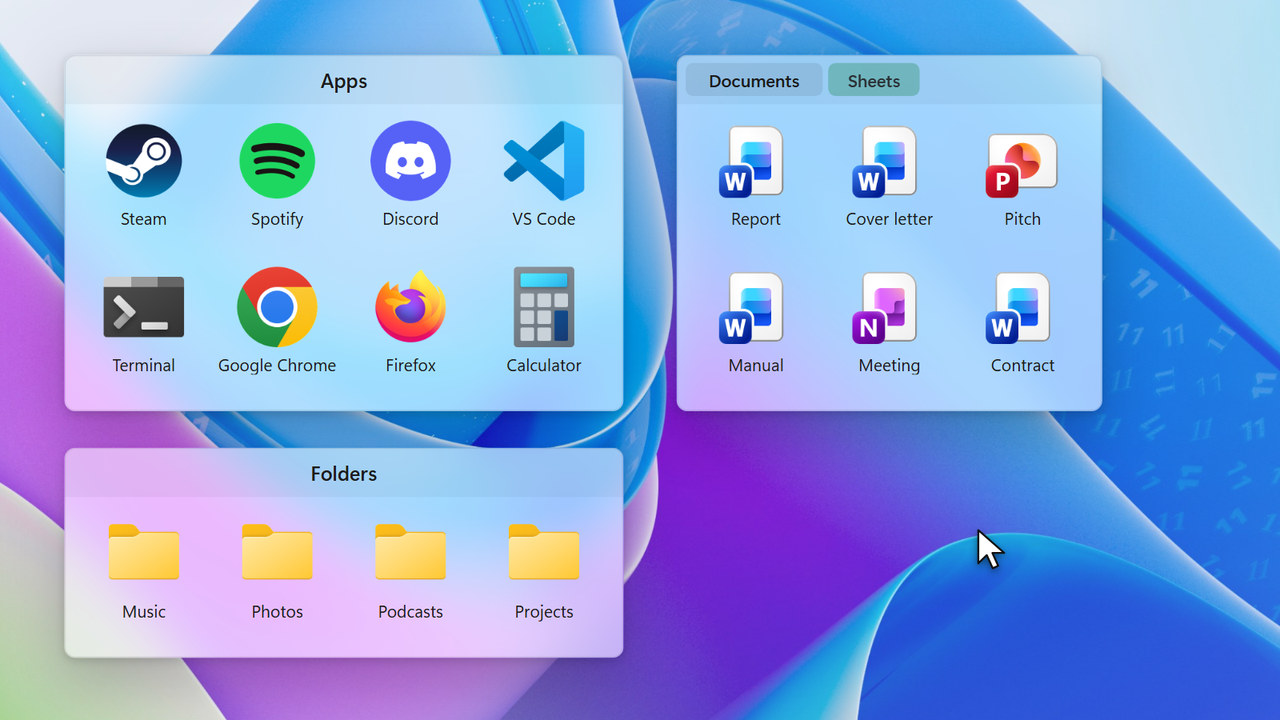 Apps
Steam
Spotify
Discord
VS Code
Terminal
Google Chrome
Firefox
Calculator
Documents
Sheets
W
Report
W
Cover letter
P
Pitch
W
Manual
N
Meeting
W
Contract
Folders
Music
Photos
Podcasts
Projects